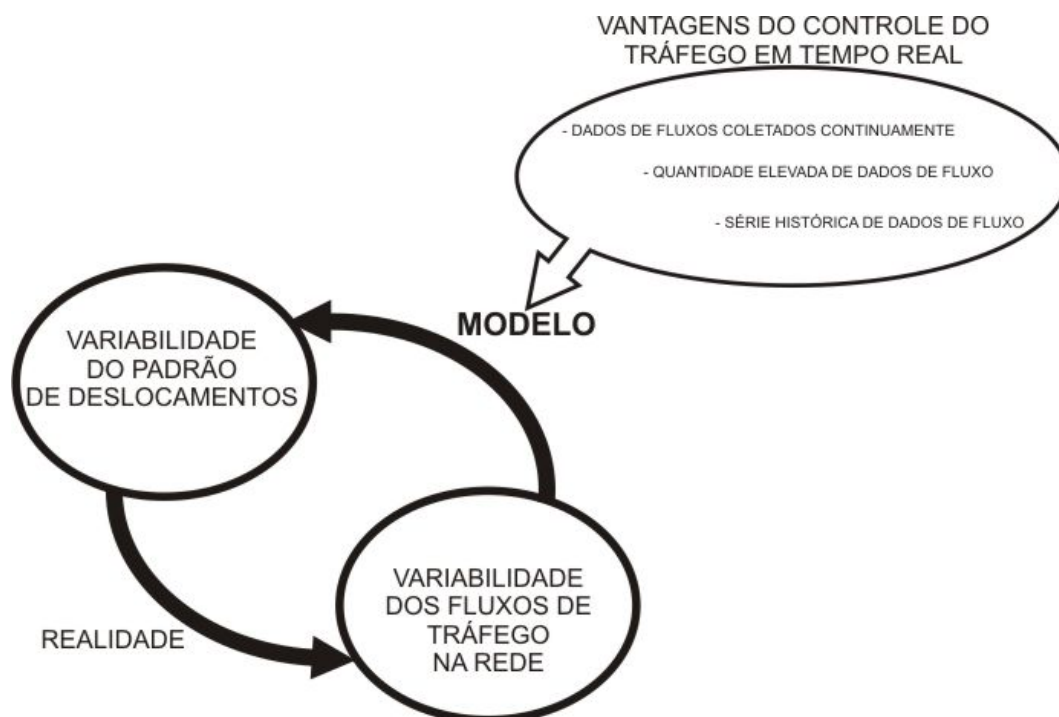 VANTAGENS DO CONTROLE DO
TRÁFEGO EM TEMPO REAL
- DADOS DE FLUXOS COLETADOS CONTINUAMENTE
- QUANTIDADE ELEVADA DE DADOS DE FLUXO
- SÉRIE HISTÓRICA DE DADOS DE FLUXO
MODELO
VARIABILIDADE
DO PADRÃO
DE DESLOCAMENTOS
VARIABILIDADE
DOS FLUXOS DE
TRÁFEGO
NA REDE
REALIDADE